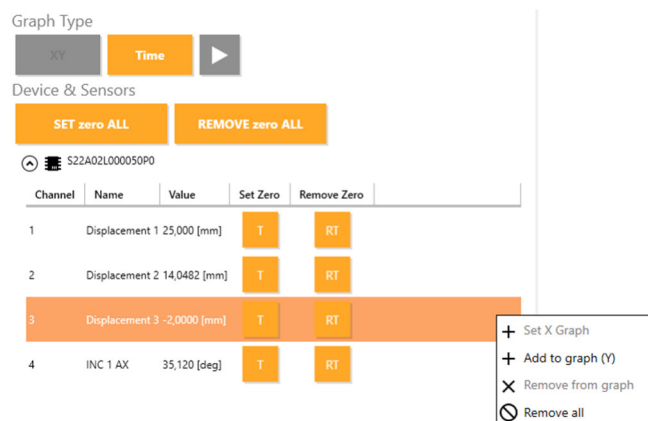 Graph Type
XY Time
Device & Sensors
SET zero ALL REMOVE zero ALL
S22A02L000050P0
Channel Name Value Set Zero Remove Zero
1 Displacement 1 25,000 [mm] T RT
2 Displacement 2 14,0482 [mm] T RT
3 Displacement 3 -2,0000 [mm] T RT
Set X Graph
Add to graph (Y)
4 INC 1 AX 35,120 [deg] T RT
Remove from graph
Remove all